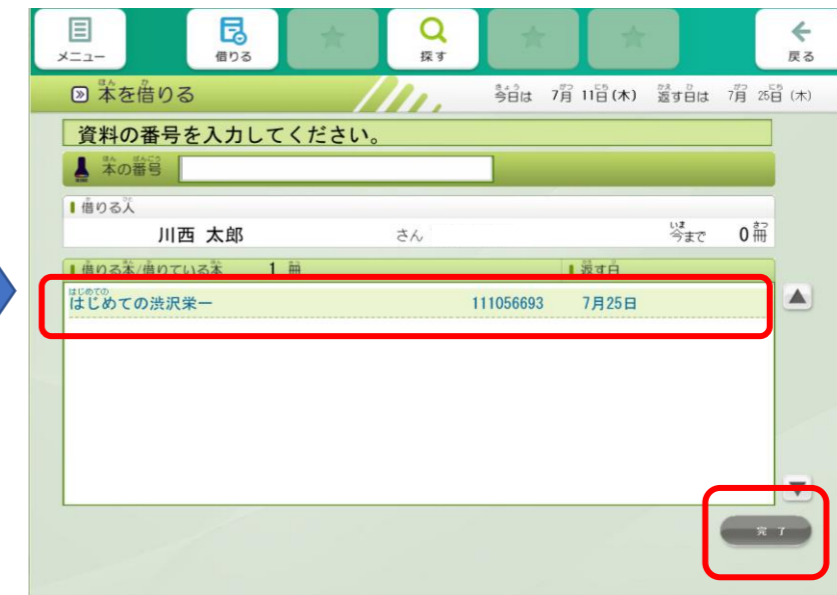 メニュー 借りる 探す 戻る
本を借りる 今日は 7月 11日(木) 返す日は 7月 25日(木)
資料の番号を入力してください。
本の番号
借りる人
川西 太郎 さん 今まで 0冊
借りる本/借りている本 1 冊 返す日
はじめての
はじめての渋沢栄一 111056693 7月25日
完了